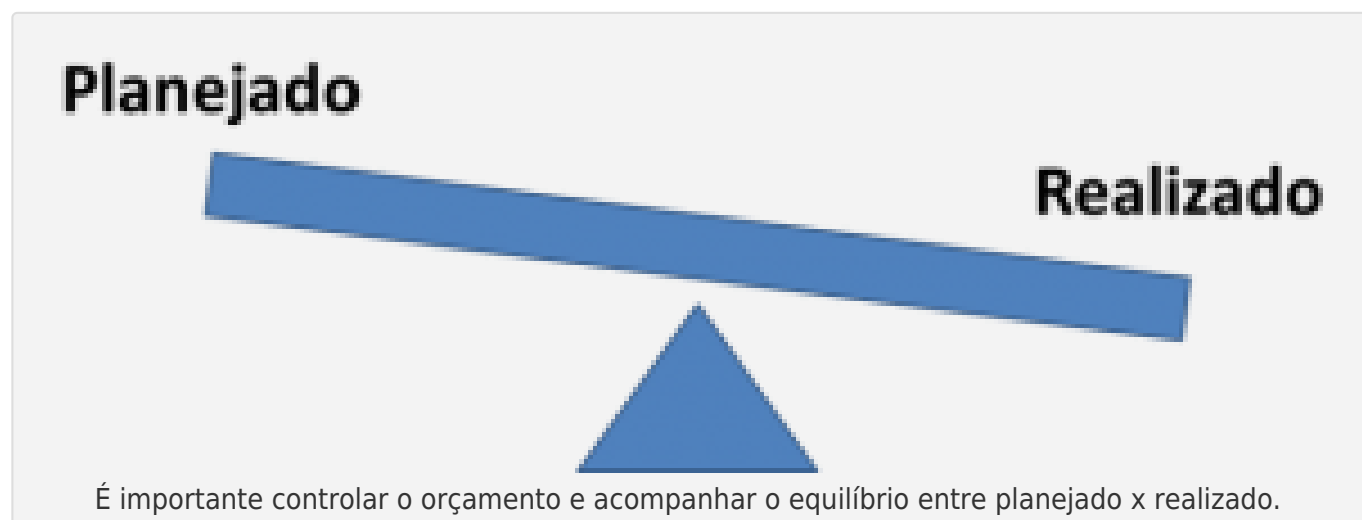 Planejado
Realizado
É importante controlar o orçamento e acompanhar o equilíbrio entre planejado x realizado.